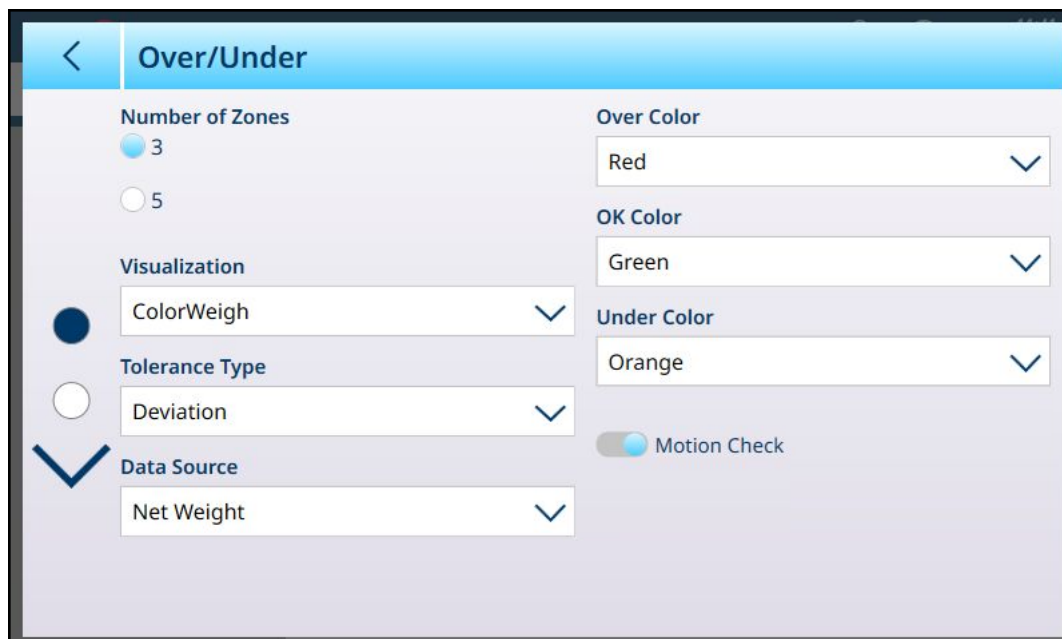 Over/Under
Number of Zones
3
5
Visualization
ColorWeigh
Tolerance Type
Deviation
Data Source
Net Weight
Over Color
Red
OK Color
Green
Under Color
Orange
Motion Check